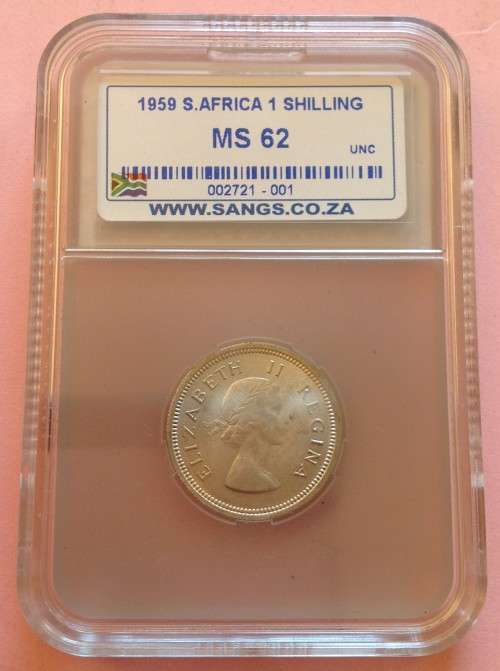 1959 S.AFRICA 1 SHILLING
MS 62
UNC
002721 - 001
WWW.SANGS.CO.ZA
ELIZABETH II REGINA